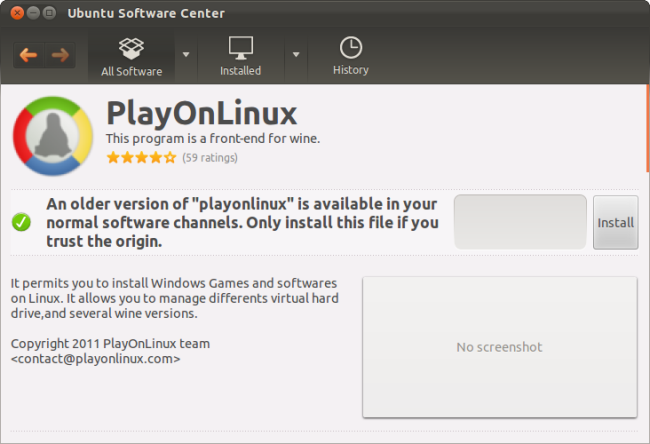 Ubuntu Software Center
All Software
Installed
History
PlayOnLinux
This program is a front-end for wine.
(59 ratings)
An older version of "playonlinux" is available in your
normal software channels. Only install this file if you
trust the origin.
Install
It permits you to install Windows Games and softwares
on Linux. It allows you to manage differents virtual hard
drive,and several wine versions.
Copyright 2011 PlayOnLinux team
<contact@playonlinux.com>
No screenshot